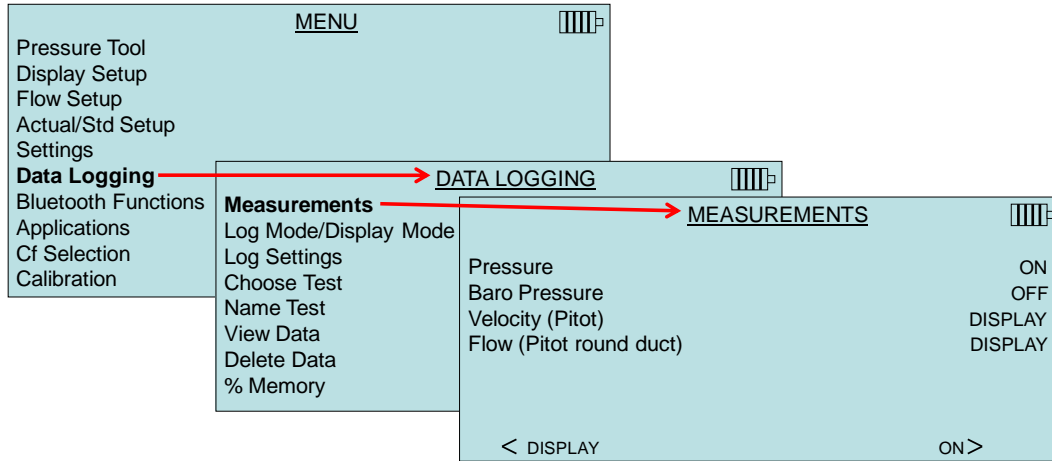 MENU
Pressure Tool
Display Setup
Flow Setup
Actual/Std Setup
Settings
Data Logging
Bluetooth Functions
Applications
Cf Selection
Calibration
DATA LOGGING
Measurements
Log Mode/Display Mode
Log Settings
Choose Test
Name Test
View Data
Delete Data
% Memory
MEASUREMENTS
Pressure ON
Baro Pressure OFF
Velocity (Pitot) DISPLAY
Flow (Pitot round duct) DISPLAY
< DISPLAY ON >